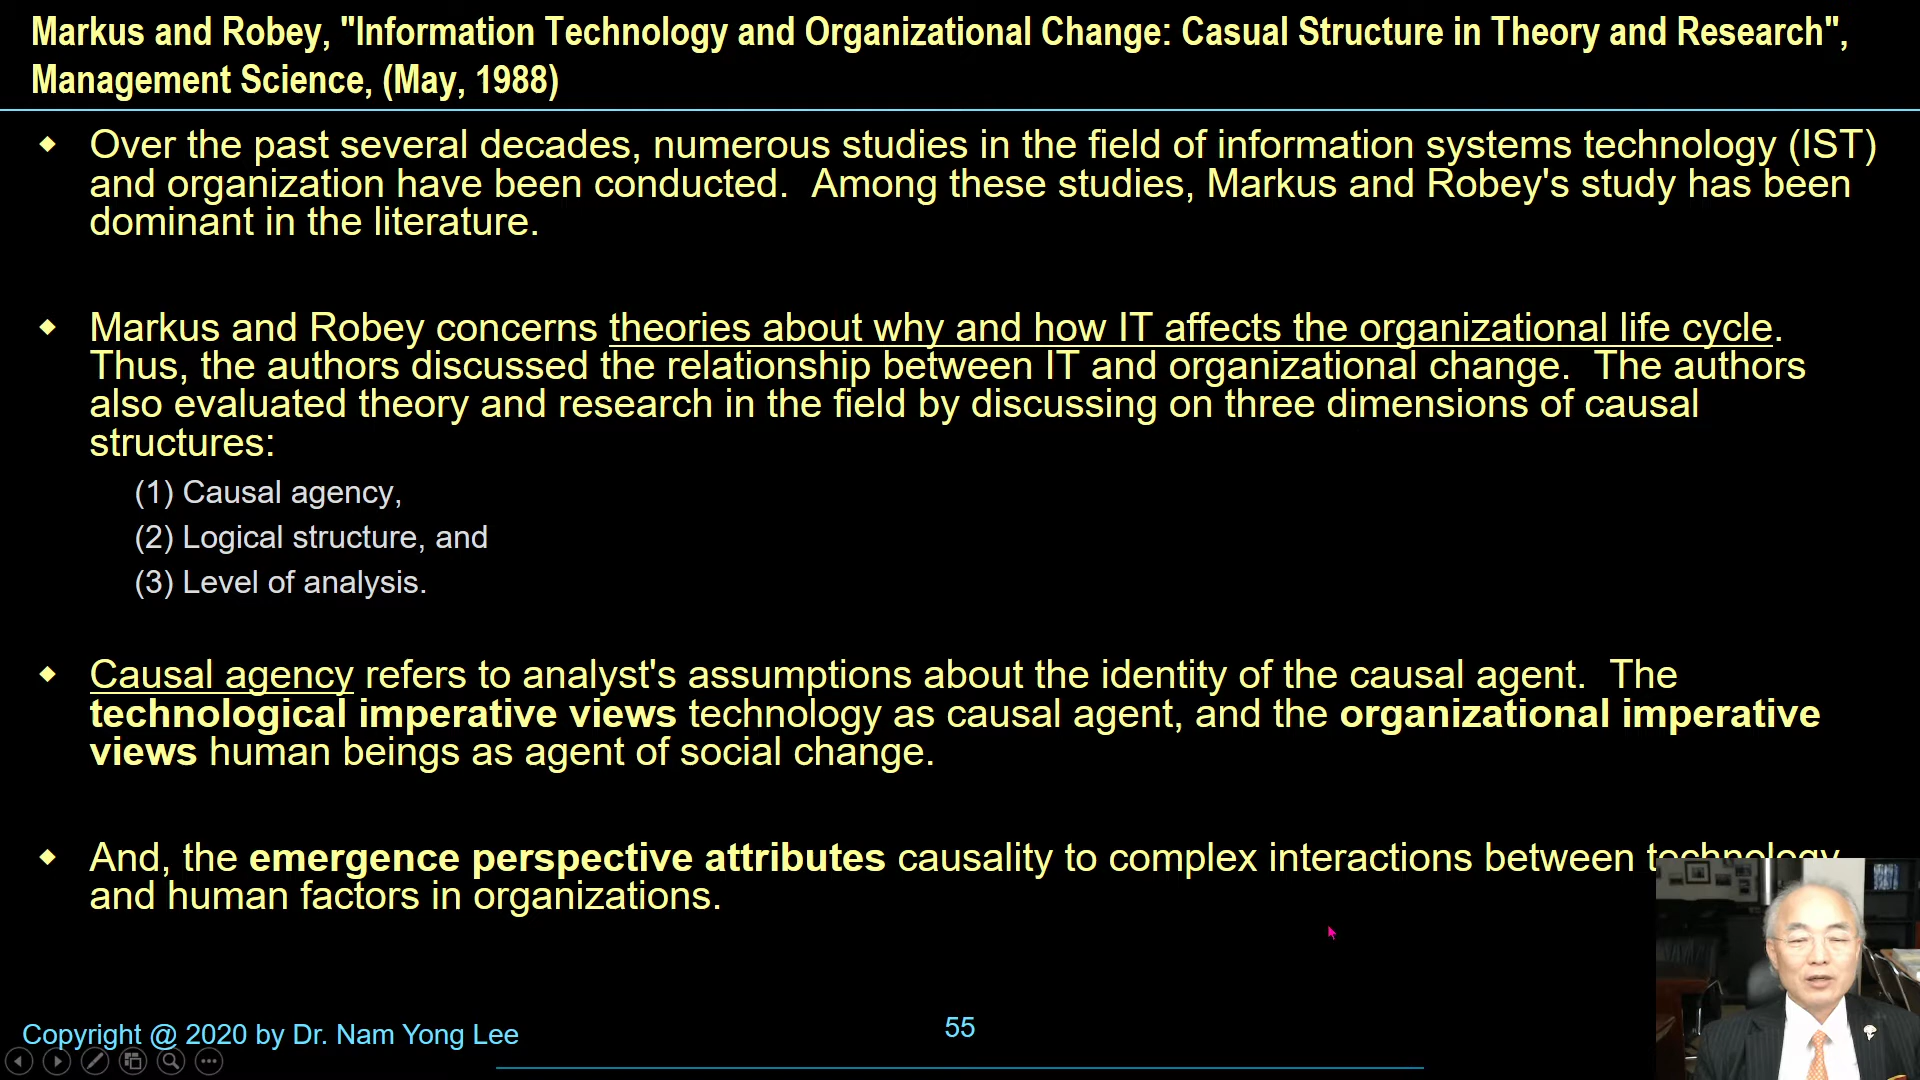 Markus and Robey, "Information Technology and Organizational Change: Casual Structure in Theory and Research",
Management Science, (May, 1988)
Over the past several decades, numerous studies in the field of information systems technology (IST)
and organization have been conducted.  Among these studies, Markus and Robey's study has been
dominant in the literature.
Markus and Robey concerns theories about why and how IT affects the organizational life cycle.
Thus, the authors discussed the relationship between IT and organizational change.  The authors
also evaluated theory and research in the field by discussing on three dimensions of causal
structures:
(1) Causal agency,
(2) Logical structure, and
(3) Level of analysis.
Causal agency refers to analyst's assumptions about the identity of the causal agent.  The
technological imperative views technology as causal agent, and the organizational imperative
views human beings as agent of social change.
And, the emergence perspective attributes causality to complex interactions between technology
and human factors in organizations.
Copyright @ 2020 by Dr. Nam Yong Lee
55